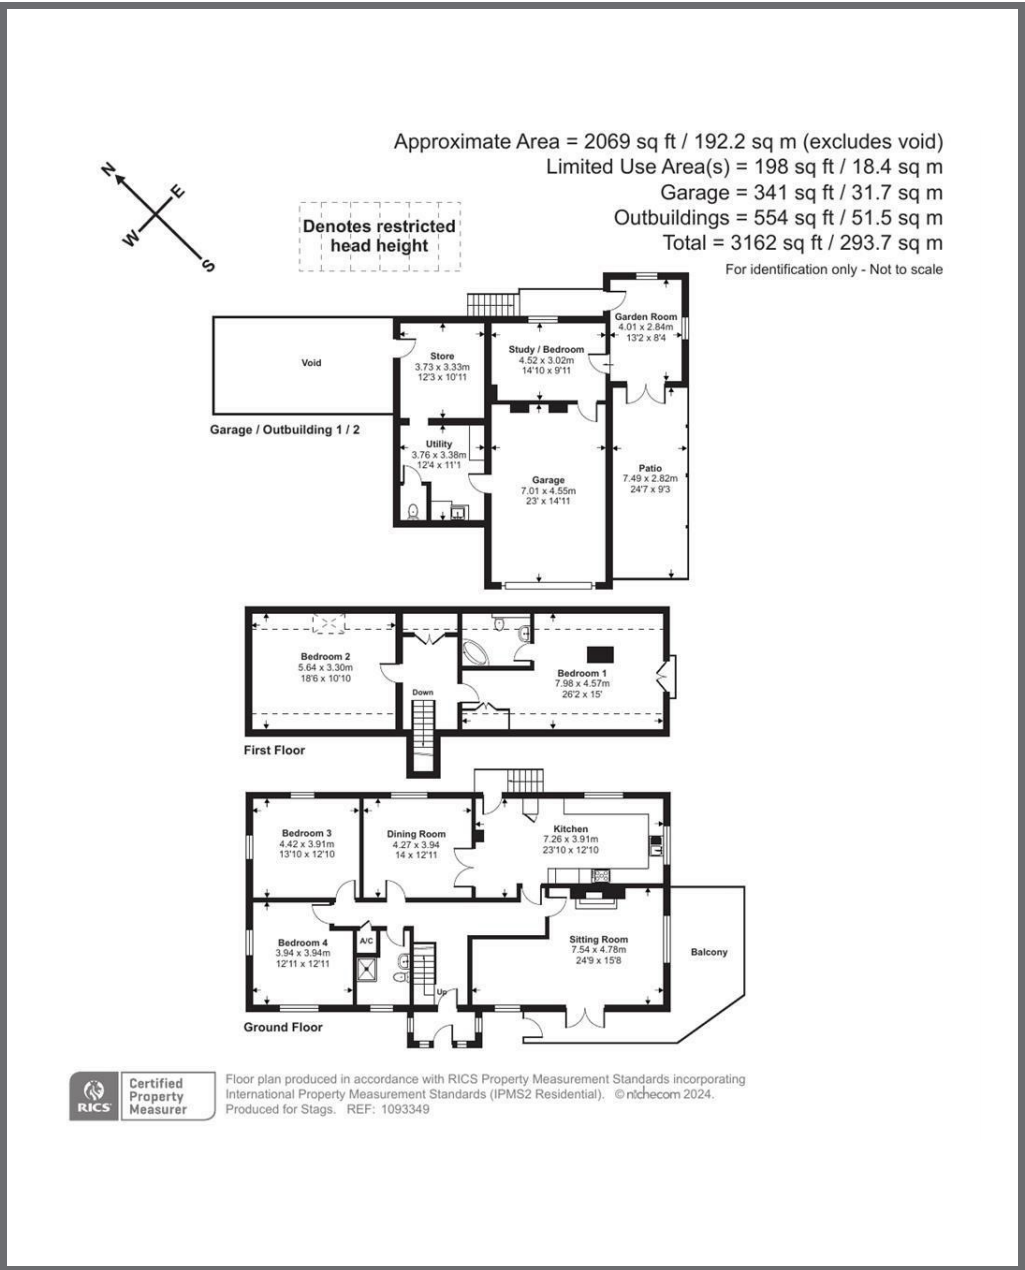 Approximate Area = 2069 sq ft / 192.2 sq m (excludes void)
Limited Use Area(s) = 198 sq ft / 18.4 sq m
Garage = 341 sq ft / 31.7 sq m
Outbuildings = 554 sq ft / 51.5 sq m
Total = 3162 sq ft / 293.7 sq m
For identification only - Not to scale
N
E
W
S
Denotes restricted
head height
Garden Room
4.01 x 2.84m
13'2 x 8'4
Void
Store
3.73 x 3.33m
12'3 x 10'11
Study / Bedroom
4.52 x 3.02m
14'10 x 9'11
Garage / Outbuilding 1 / 2
Utility
3.76 x 3.38m
12'4 x 11'1
Garage
7.01 x 4.55m
23' x 14'11
Patio
7.49 x 2.82m
24'7 x 9'3
Bedroom 2
5.64 x 3.30m
18'6 x 10'10
Down
Bedroom 1
7.98 x 4.57m
26'2 x 15'
First Floor
Bedroom 3
4.42 x 3.91m
13'10 x 12'10
Dining Room
4.27 x 3.94
14 x 12'11
Kitchen
7.26 x 3.91m
23'10 x 12'10
Bedroom 4
3.94 x 3.94m
12'11 x 12'11
A/C
Up
Sitting Room
7.54 x 4.78m
24'9 x 15'8
Balcony
Ground Floor
RICS
Certified
Property
Measurer
Floor plan produced in accordance with RICS Property Measurement Standards incorporating
International Property Measurement Standards (IPMS2 Residential). © nichecom 2024.
Produced for Stags. REF: 1093349